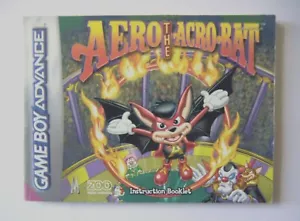 GAME BOY ADVANCE
AERO THE ACRO-BAT
Instruction Booklet